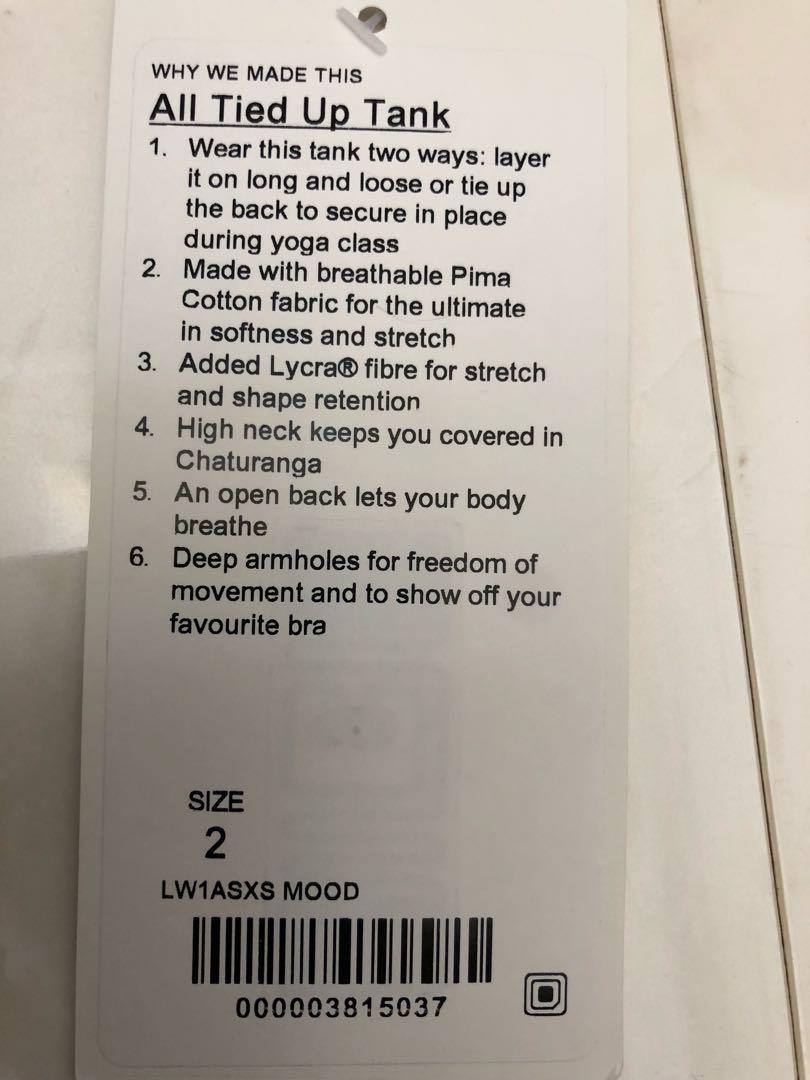 WHY WE MADE THIS
All Tied Up Tank
1. Wear this tank two ways: layer
it on long and loose or tie up
the back to secure in place
during yoga class
2. Made with breathable Pima
Cotton fabric for the ultimate
in softness and stretch
3. Added Lycra® fibre for stretch
and shape retention
4. High neck keeps you covered in
Chaturanga
5. An open back lets your body
breathe
6. Deep armholes for freedom of
movement and to show off your
favourite bra
SIZE
2
LW1ASXS MOOD
000003815037